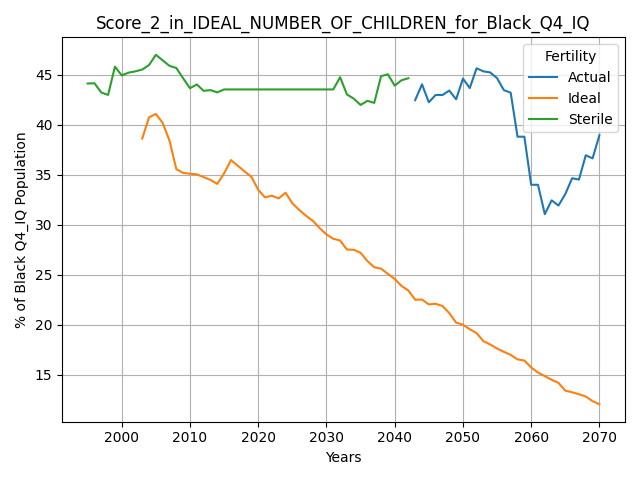 Score_2_in_IDEAL_NUMBER_OF_CHILDREN_for_Black_Q4_IQ
Fertility
Actual
Ideal
Sterile
% of Black Q4_IQ Population
45
40
35
30
25
20
15
2000 2010 2020 2030 2040 2050 2060 2070
Years